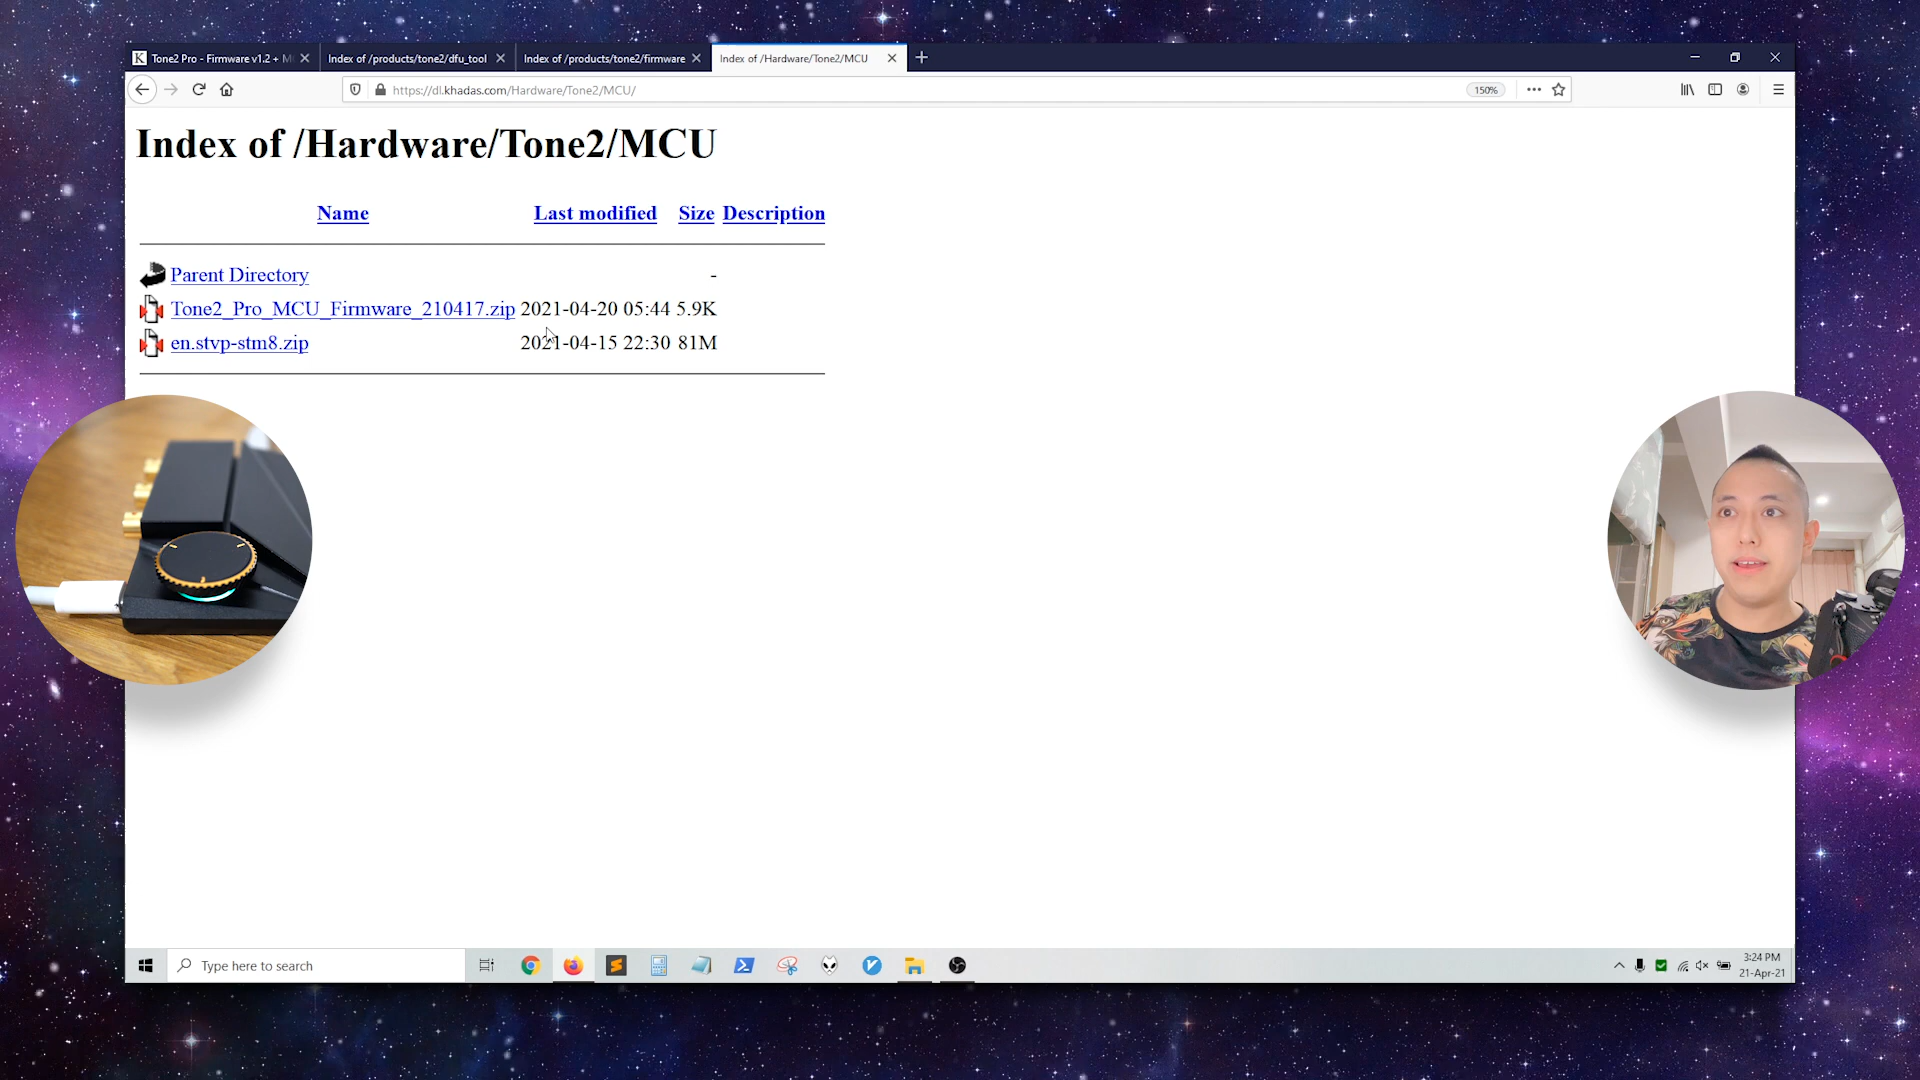 Tone2 Pro - Firmware v1.2 + M
Index of /products/tone2/dfu_tool
Index of /products/tone2/firmware
Index of /Hardware/Tone2/MCU
https://dl.khadas.com/Hardware/Tone2/MCU/
150%
Index of /Hardware/Tone2/MCU
Name Last modified Size Description
Parent Directory -
Tone2_Pro_MCU_Firmware_210417.zip 2021-04-20 05:44 5.9K
en.stvp-stm8.zip 2021-04-15 22:30 81M
Type here to search
3:24 PM
21-Apr-21